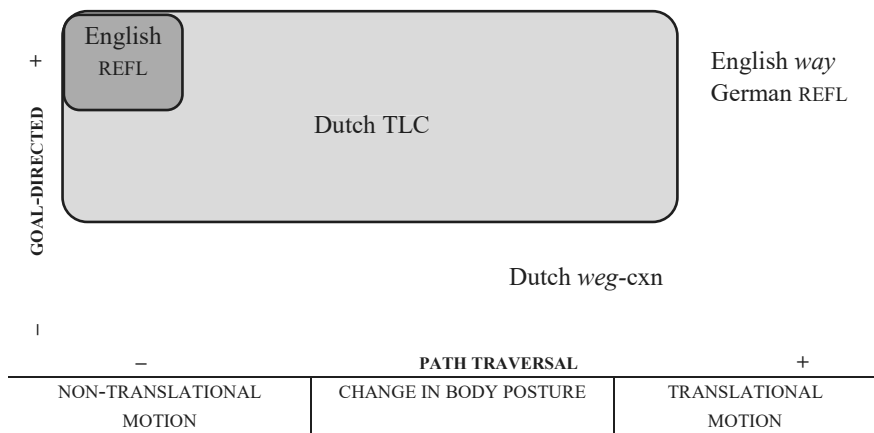 English
REFL
+
English way
German REFL
Dutch TLC
GOAL-DIRECTED
Dutch weg-cxn
–
– PATH TRAVERSAL +
NON-TRANSLATIONAL MOTION
CHANGE IN BODY POSTURE
TRANSLATIONAL MOTION